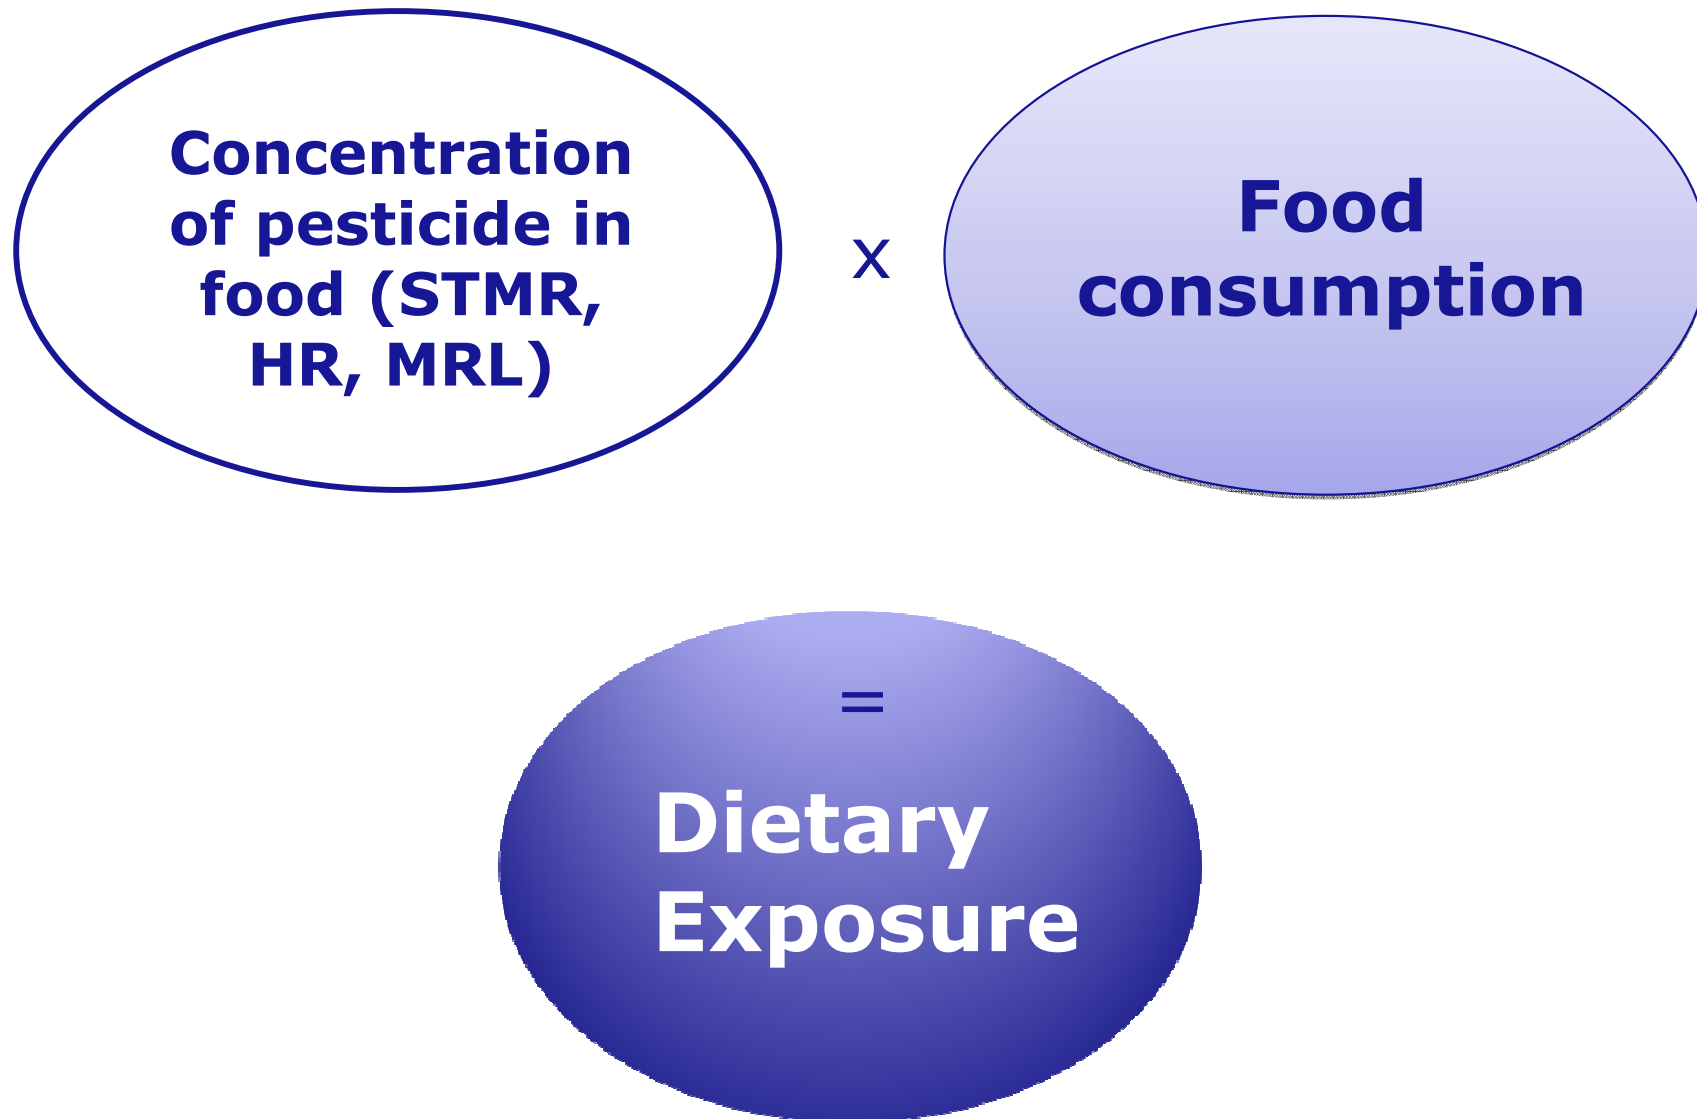 Concentration
of pesticide in
food (STMR,
HR, MRL)
x
Food
consumption
=
Dietary
Exposure